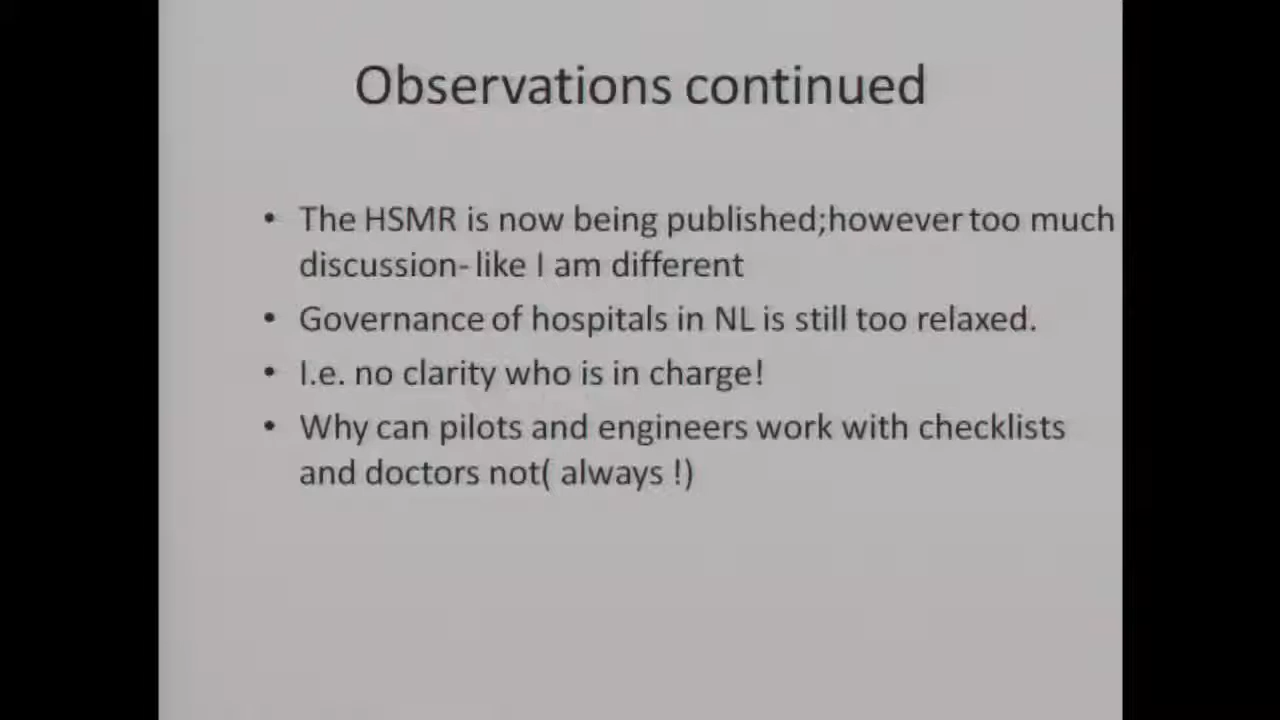 Observations continued
• The HSMR is now being published;however too much
discussion- like I am different
• Governance of hospitals in NL is still too relaxed.
• I.e. no clarity who is in charge!
• Why can pilots and engineers work with checklists
and doctors not( always !)